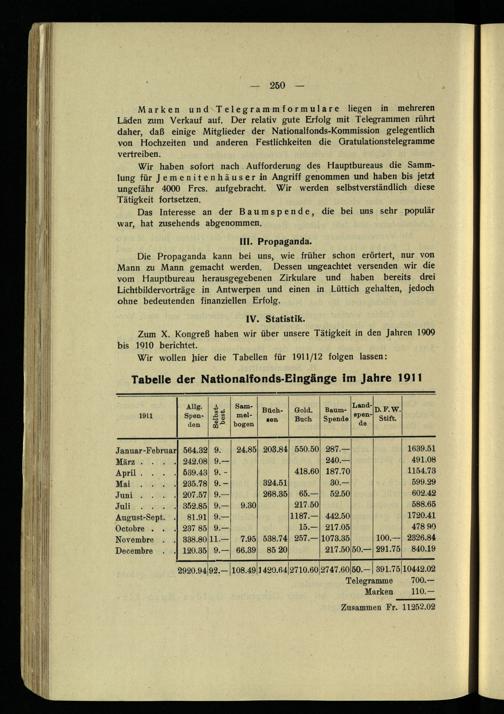 — 250 —
Marken und Telegrammformulare liegen in mehreren
Läden zum Verkauf auf. Der relativ gute Erfolg mit Telegrammen rührt
daher, daß einige Mitglieder der Nationalfonds-Kommission gelegentlich
von Hochzeiten und anderen Festlichkeiten die Gratulationstelegramme
vertreiben.
Wir haben sofort nach Aufforderung des Hauptbureaus die Samm-
lung für Jemenitenhäuser in Angriff genommen und haben bis jetzt
ungefähr 4000 Frcs. aufgebracht. Wir werden selbstverständlich diese
Tätigkeit fortsetzen.
Das Interesse an der Baumspende, die bei uns sehr populär
war, hat zusehends abgenommen.
III. Propaganda.
Die Propaganda kann bei uns, wie früher schon erörtert, nur von
Mann zu Mann gemacht werden. Dessen ungeachtet versenden wir die
vom Hauptbureau herausgegebenen Zirkulare und haben bereits drei
Lichtbildervorträge in Antwerpen und einen in Lüttich gehalten, jedoch
ohne bedeutenden finanziellen Erfolg.
IV. Statistik.
Zum X. Kongreß haben wir über unsere Tätigkeit in den Jahren 1909
bis 1910 berichtet.
Wir wollen hier die Tabellen für 1911/12 folgen lassen:
Tabelle der Nationalfonds-Eingänge im Jahre 1911
1911 Allg. Spen-den Selbst-best. Sam-mel-bogen Büch-sen Gold. Buch Baum-Spende Land-spen-de D. F. W. Stift.
Januar-Februar 564.32 9. 24.85 203.84 550.50 287.— 1639.51
März . . . . 242.08 9.— 240.— 491.08
April . . . . 539.43 9.- 418.60 187.70 1154.73
Mai . . . . 235.78 9.– 324.51 30.— 599.29
Juni . . . . 207.57 9.— 268.35 65.— 52.50 602.42
Juli . . . . 352.85 9.— 9.30 217.50 588.65
August-Sept. . 81.91 9.— 1187.— 442.50 1720.41
Octobre . . . 237 85 9.— 15.— 217.05 478 90
Novembre . . 338.80 11.— 7.95 538.74 257.— 1073.35 100.— 2326.84
Decembre . . 120.35 9.— 66.39 85 20 217.50 50.— 291.75 840.19
2920.94 92.— 108.49 1420.64 2710.60 2747.60 50.— 391.75 10442.02
Telegramme 700.—
Marken 110.—
Zusammen Fr. 11252.02